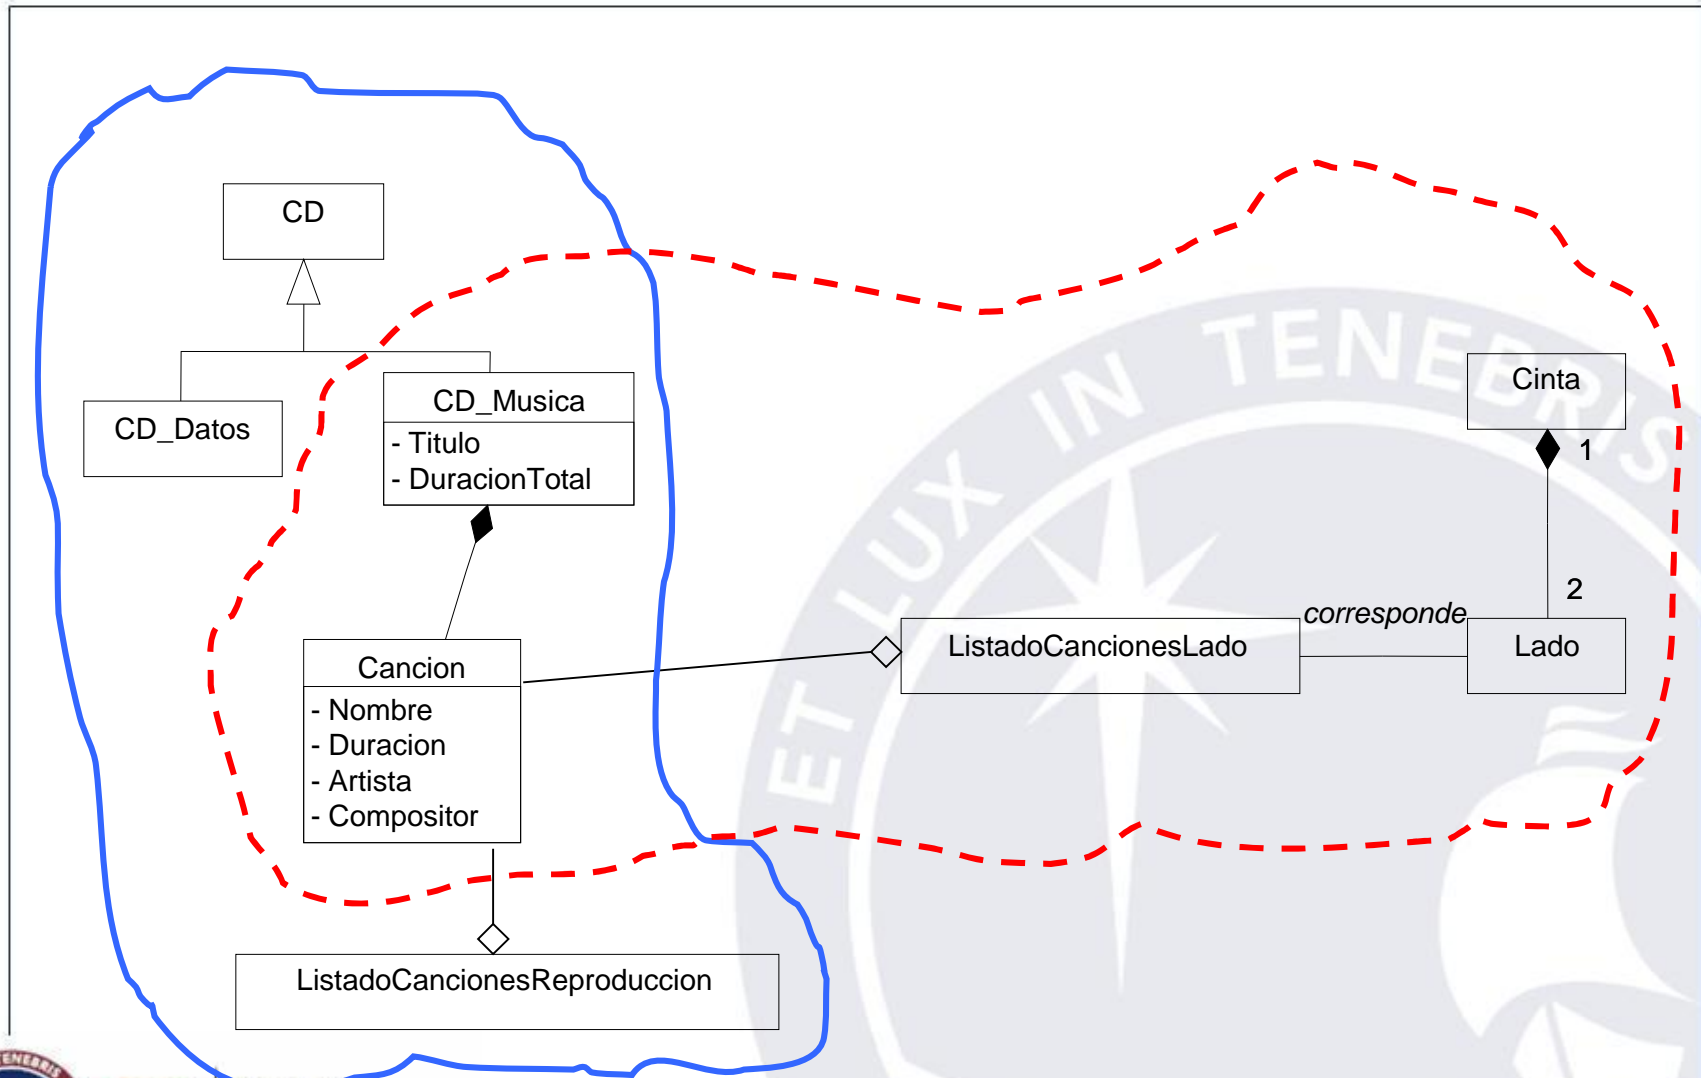 CD
CD_Datos
CD_Musica
- Titulo
- DuracionTotal
Cinta
1
2
corresponde
ListadoCancionesLado
Lado
Cancion
- Nombre
- Duracion
- Artista
- Compositor
ListadoCancionesReproduccion
ET LUX IN TENEBRIS
TENEBRIS